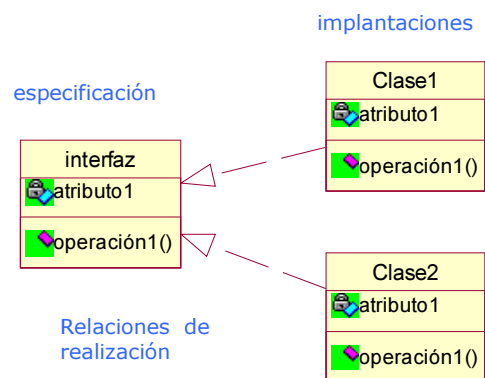 implantaciones
especificación
Clase1
atributo1
operación1()
interfaz
atributo1
operación1()
Clase2
atributo1
operación1()
Relaciones de
realización